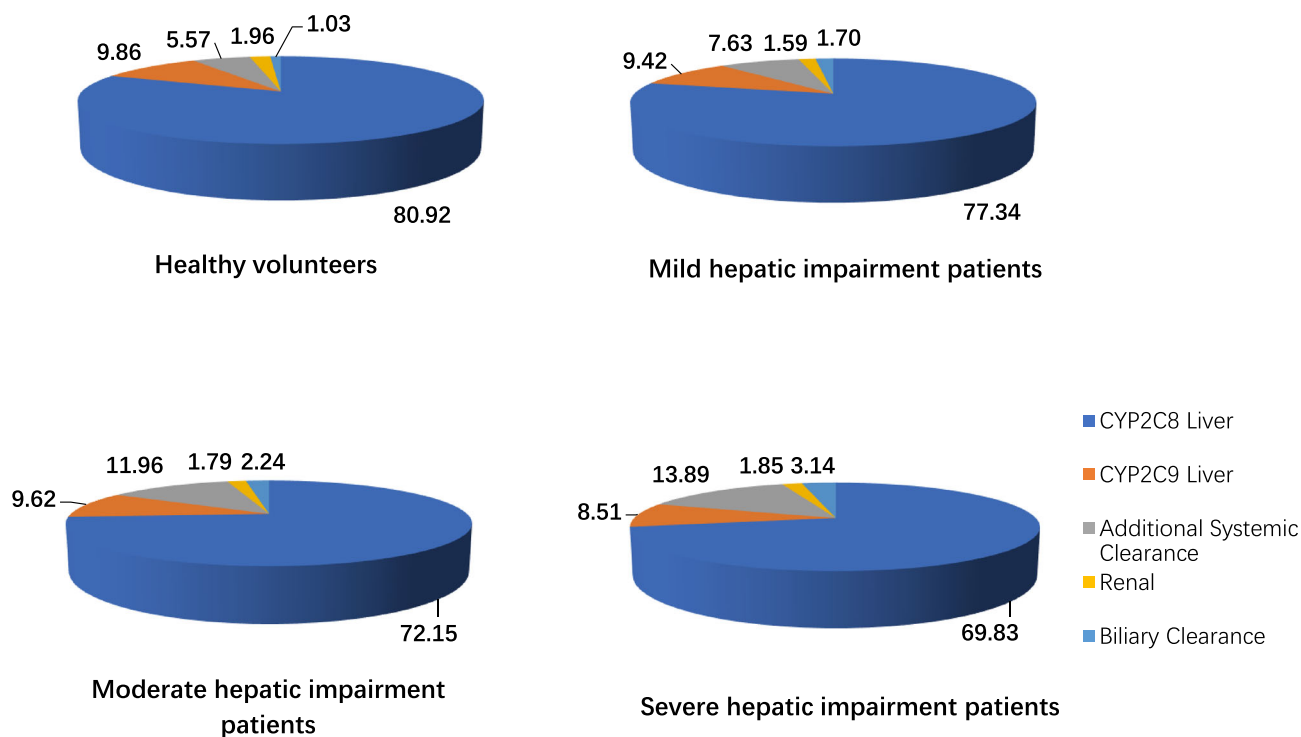 9.86
5.57
1.96
1.03
80.92
Healthy volunteers
9.42
7.63
1.59
1.70
77.34
Mild hepatic impairment patients
9.62
11.96
1.79
2.24
72.15
Moderate hepatic impairment
patients
8.51
13.89
1.85
3.14
69.83
Severe hepatic impairment patients
CYP2C8 Liver
CYP2C9 Liver
Additional Systemic
Clearance
Renal
Biliary Clearance